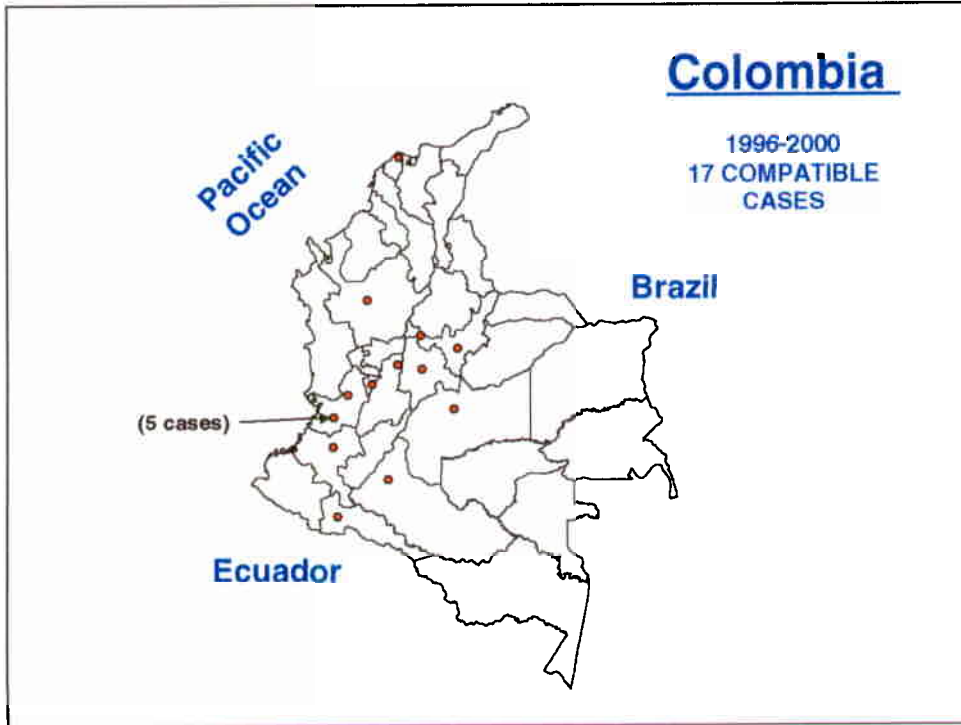 Colombia
1996-2000
17 COMPATIBLE
CASES
Pacific
Ocean
Brazil
(5 cases)
Ecuador